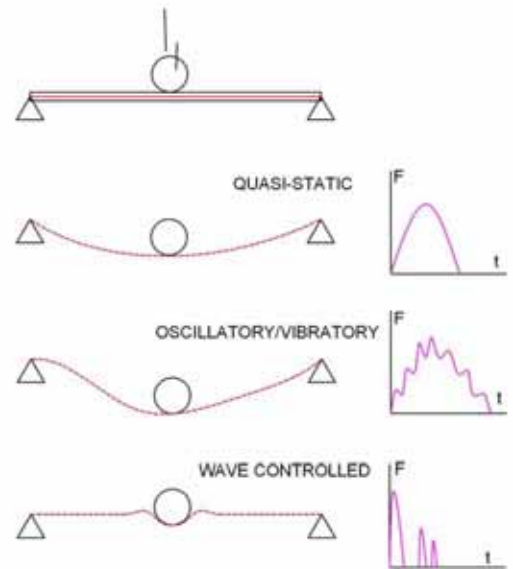 QUASI-STATIC
F
t
OSCILLATORY/VIBRATORY
F
t
WAVE CONTROLLED
F
t